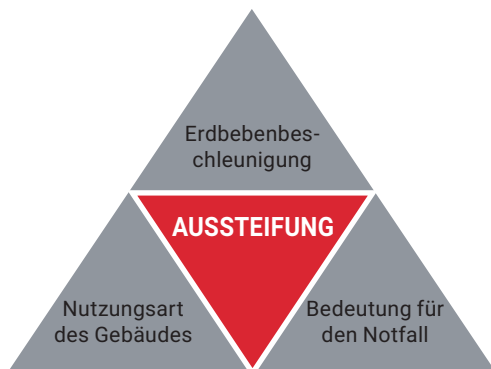 Erdbebenbes-
chleunigung
AUSSTEIFUNG
Nutzungsart
des Gebäudes
Bedeutung für
den Notfall